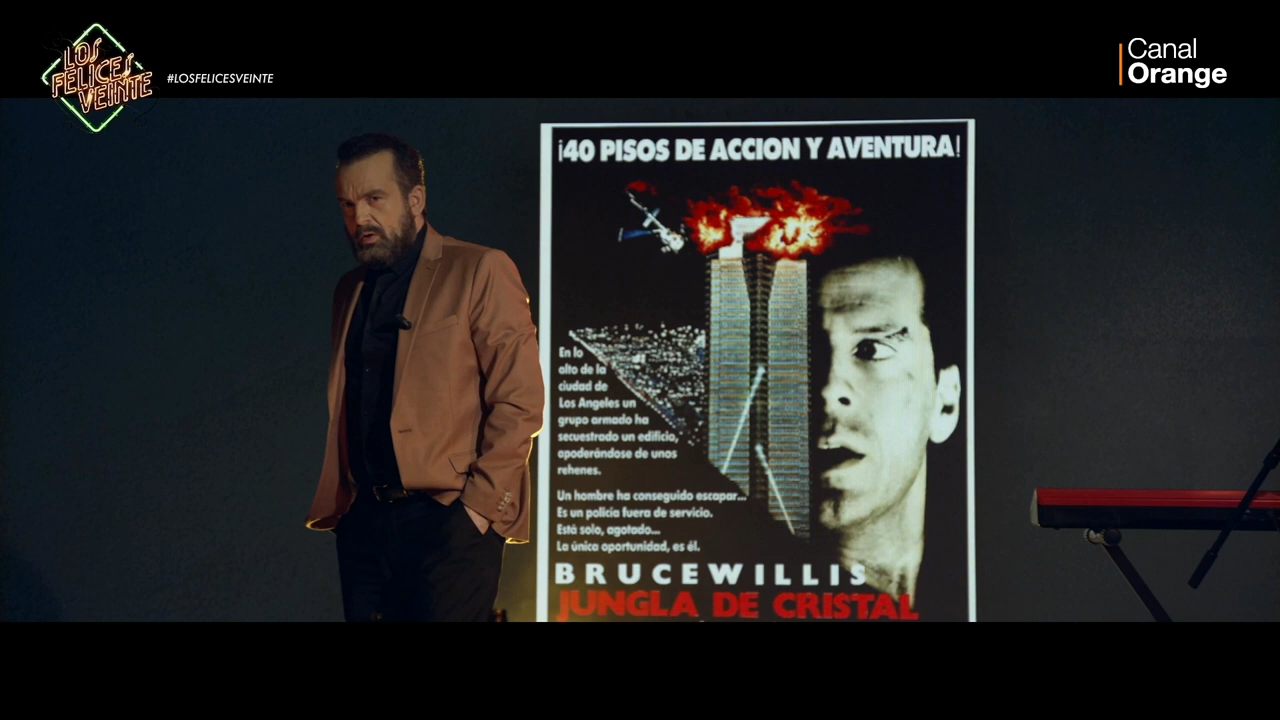 LOS
FELICES
VEINTE
#LOSFELICESVEINTE
Canal
Orange
¡40 PISOS DE ACCION Y AVENTURA!
En lo
alto de la
ciudad de
Los Angeles un
grupo armado ha
secuestrado un edificio,
apoderándose de unos
rehenes.
Un hombre ha conseguido escapar...
Es un policía fuera de servicio.
Está solo, agotado...
La única oportunidad, es él.
BRUCE WILLIS
JUNGLA DE CRISTAL